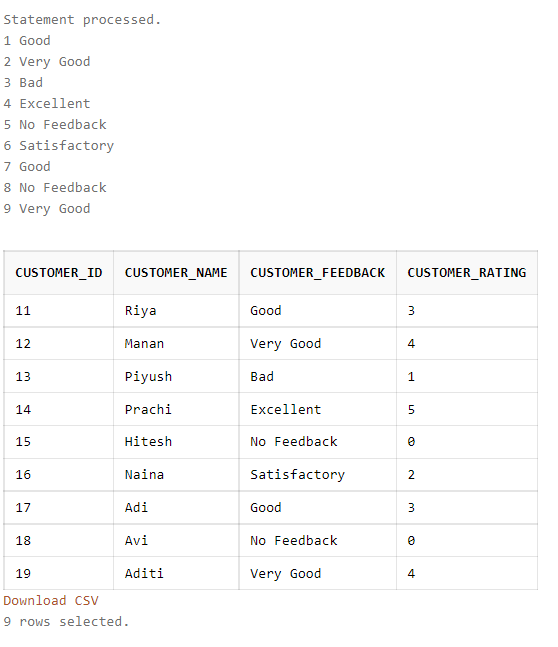 Statement processed.
1 Good
2 Very Good
3 Bad
4 Excellent
5 No Feedback
6 Satisfactory
7 Good
8 No Feedback
9 Very Good
CUSTOMER_ID CUSTOMER_NAME CUSTOMER_FEEDBACK CUSTOMER_RATING
11 Riya Good 3
12 Manan Very Good 4
13 Piyush Bad 1
14 Prachi Excellent 5
15 Hitesh No Feedback 0
16 Naina Satisfactory 2
17 Adi Good 3
18 Avi No Feedback 0
19 Aditi Very Good 4
Download CSV
9 rows selected.